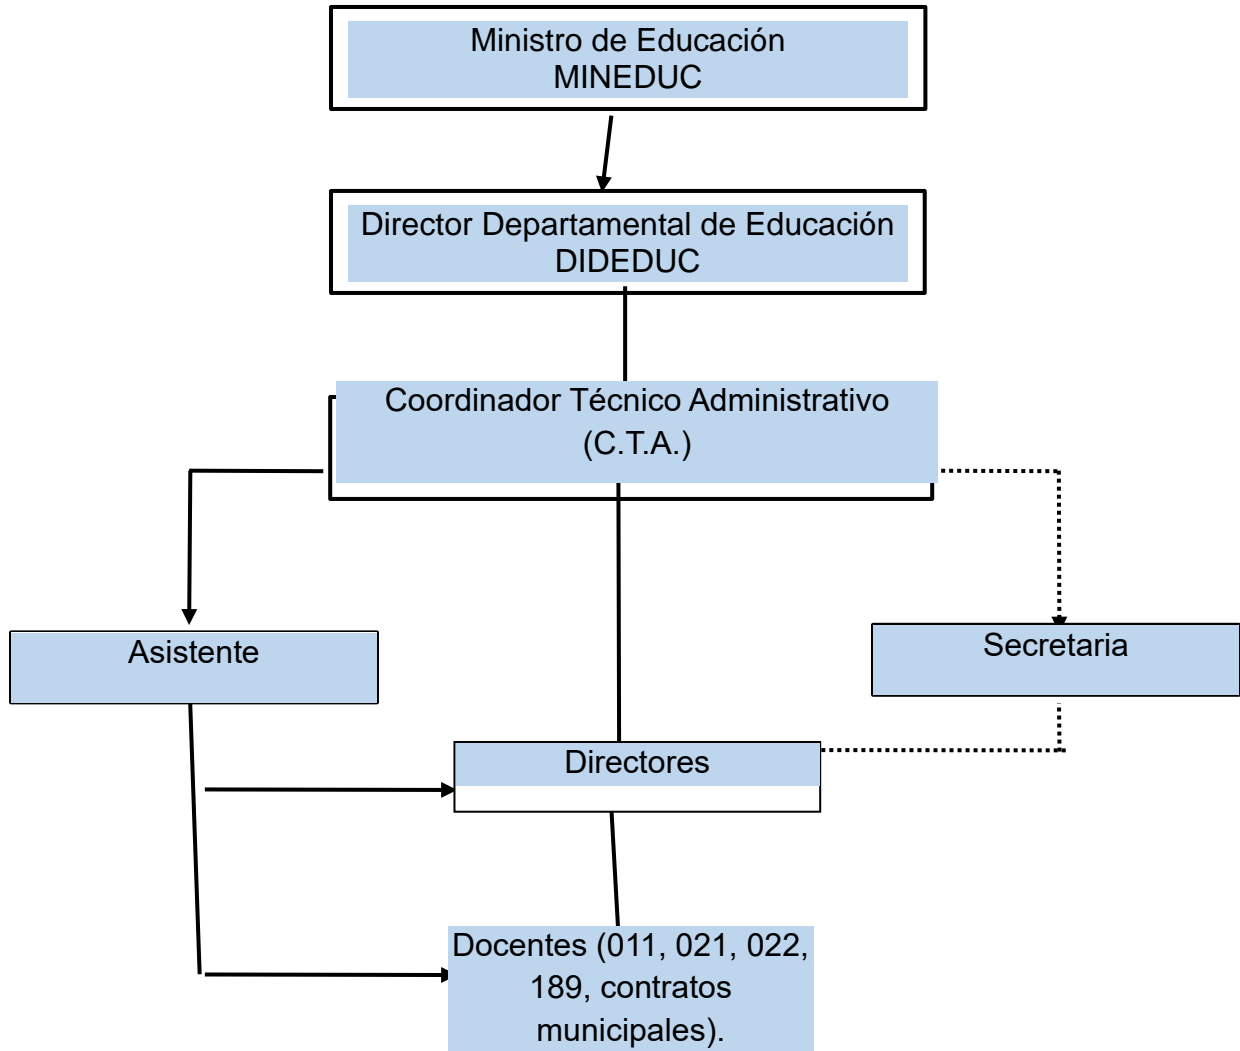 Ministro de Educación
MINEDUC
Director Departamental de Educación
DIDEDUC
Coordinador Técnico Administrativo
(C.T.A.)
Asistente
Secretaria
Directores
Docentes (011, 021, 022,
189, contratos
municipales).